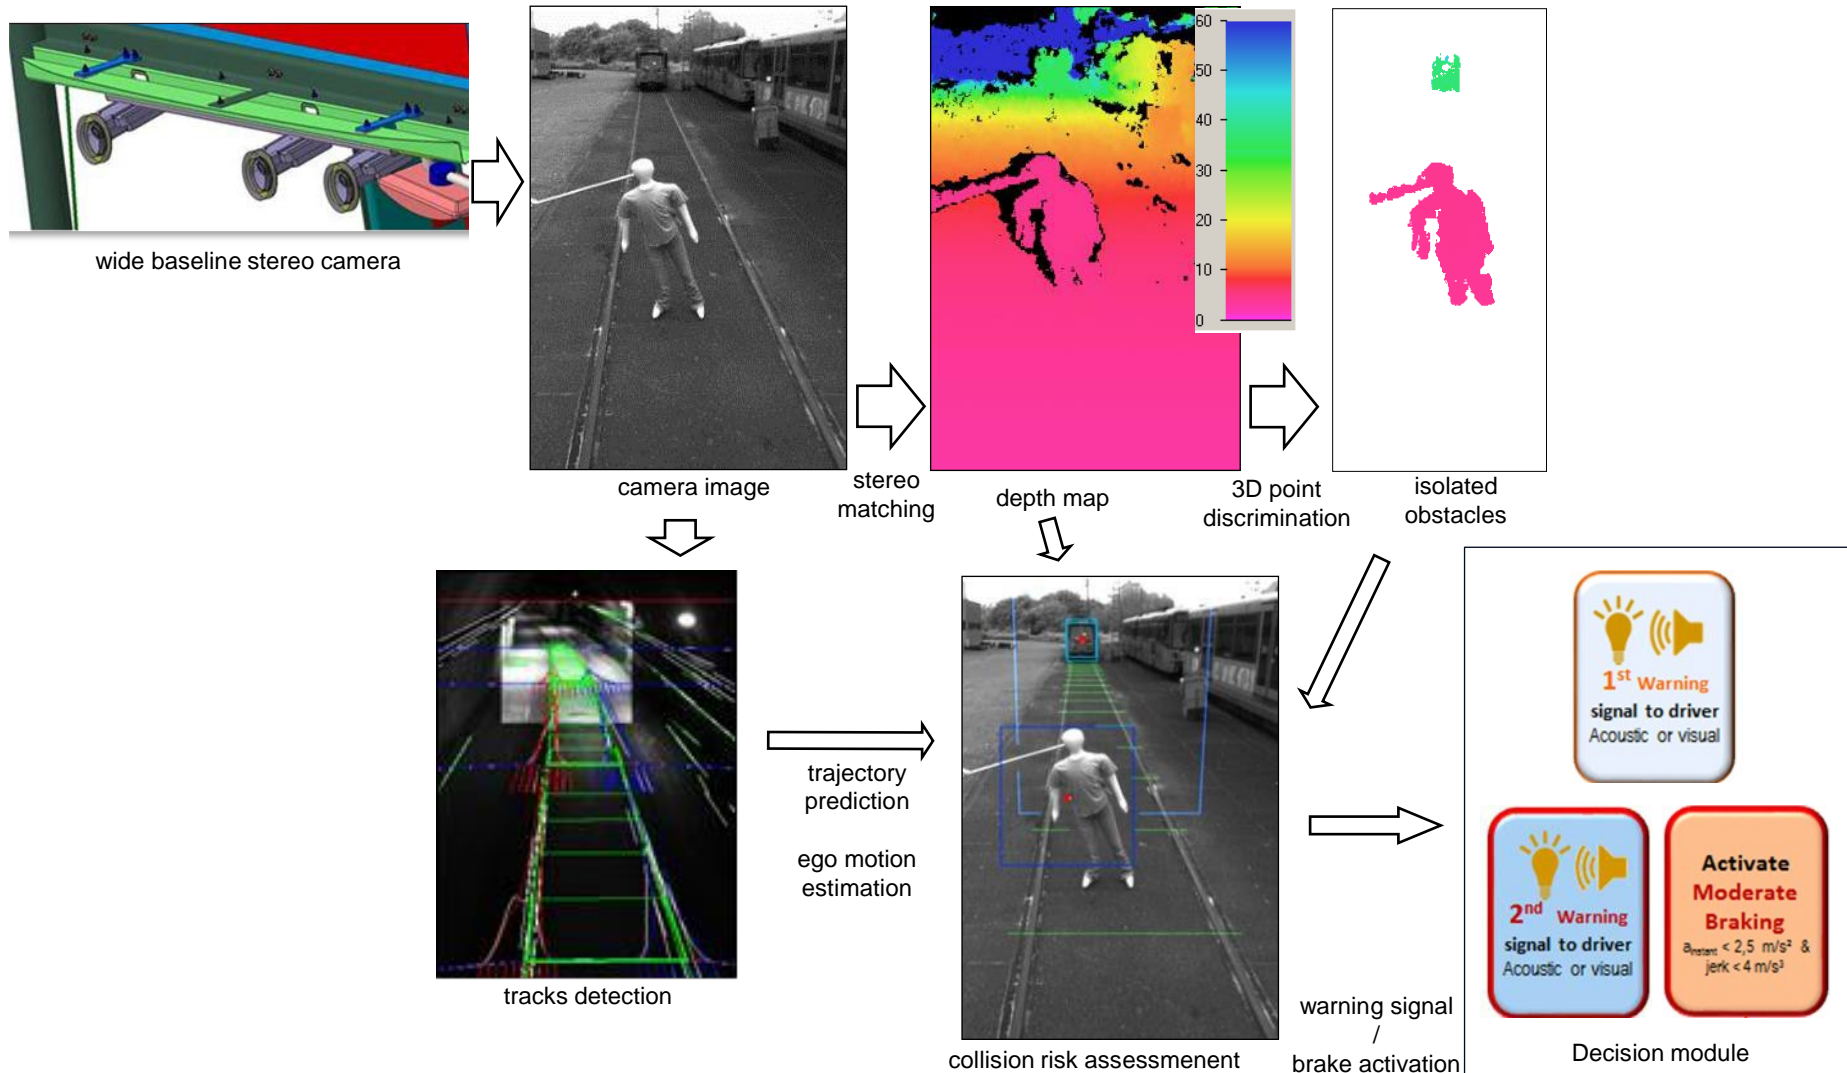 60
50
40
30
20
10
0
wide baseline stereo camera
camera image
stereo
matching
depth map
3D point
discrimination
isolated
obstacles
tracks detection
trajectory
prediction
ego motion
estimation
collision risk assessmenent
warning signal
/
brake activation
1st Warning
signal to driver
Acoustic or visual
2nd Warning
signal to driver
Acoustic or visual
Activate
Moderate
Braking
ainstant < 2,5 m/s² &
jerk < 4 m/s³
Decision module